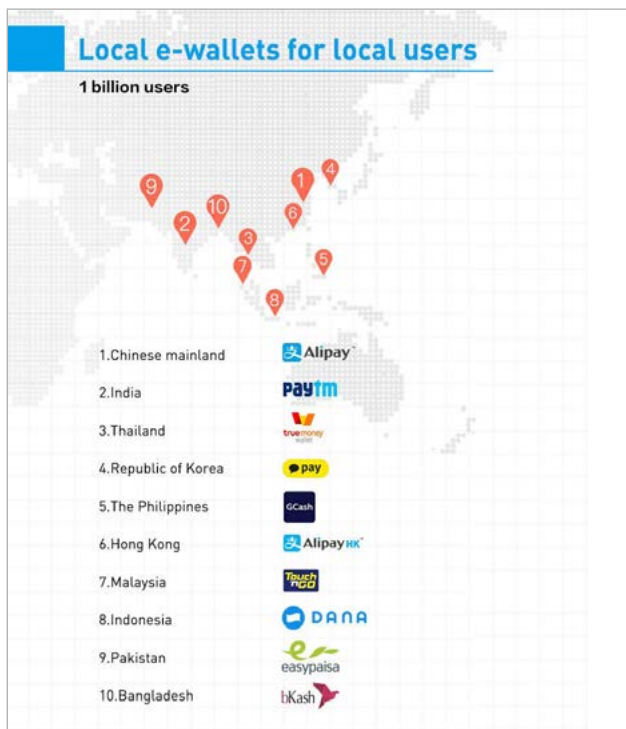 Local e-wallets for local users
1 billion users
9
10
2
1
4
6
3
7
5
8
1.Chinese mainland Alipay
2.India paytm
3.Thailand true money wallet
4.Republic of Korea pay
5.The Philippines GCash
6.Hong Kong Alipay HK
7.Malaysia Touch 'n GO
8.Indonesia DANA
9.Pakistan easypaisa
10.Bangladesh bKash